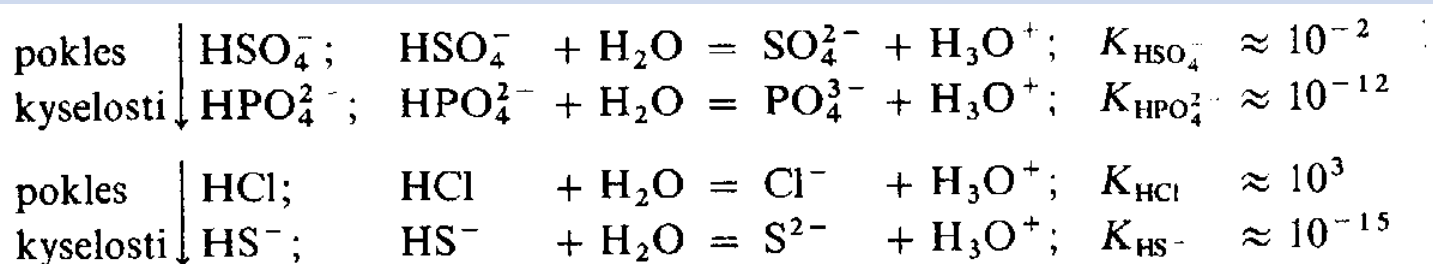 pokles HSO₄⁻; HSO₄⁻ + H₂O = SO₄²⁻ + H₃O⁺; K_HSO₄⁻ ≈ 10⁻²
kyselosti HPO₄²⁻; HPO₄²⁻ + H₂O = PO₄³⁻ + H₃O⁺; K_HPO₄²⁻ ≈ 10⁻¹²
pokles HCl; HCl + H₂O = Cl⁻ + H₃O⁺; K_HCl ≈ 10³
kyselosti HS⁻; HS⁻ + H₂O = S²⁻ + H₃O⁺; K_HS⁻ ≈ 10⁻¹⁵